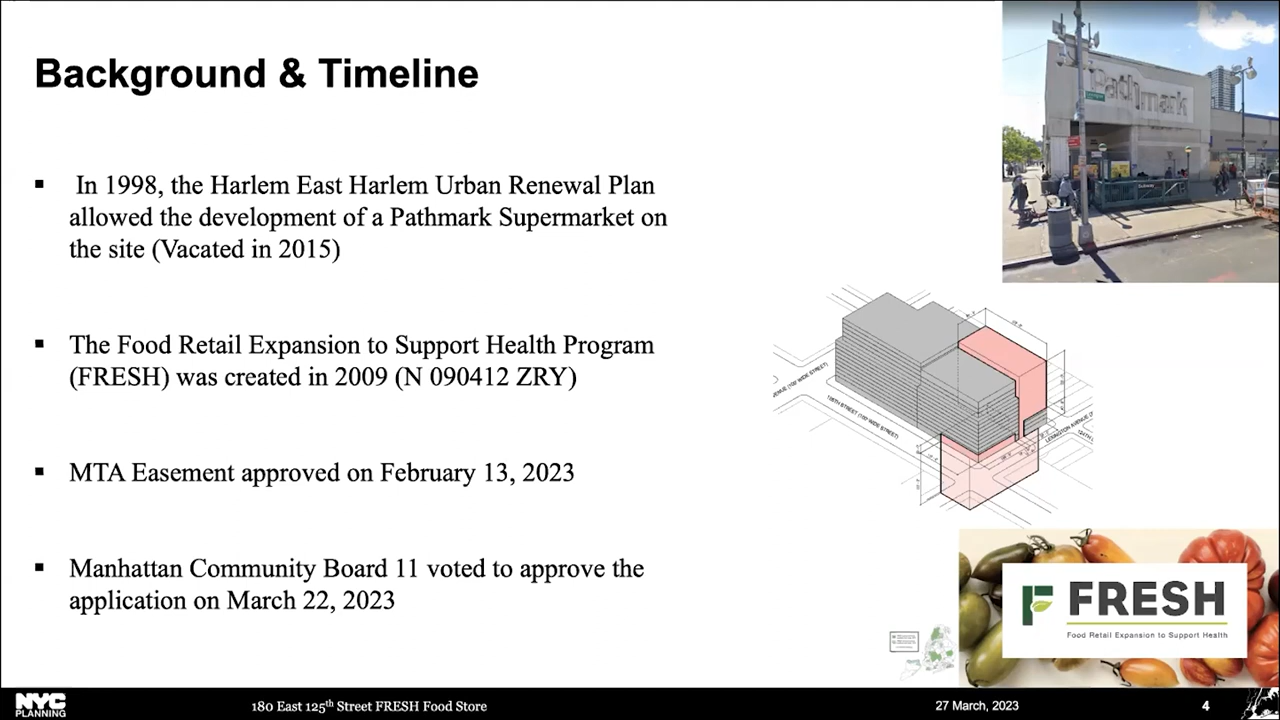 Background & Timeline
Pathmark
Subway
▪ In 1998, the Harlem East Harlem Urban Renewal Plan
allowed the development of a Pathmark Supermarket on
the site (Vacated in 2015)
▪ The Food Retail Expansion to Support Health Program
(FRESH) was created in 2009 (N 090412 ZRY)
▪ MTA Easement approved on February 13, 2023
▪ Manhattan Community Board 11 voted to approve the
application on March 22, 2023
LEXINGTON AVENUE
FRESH
Food Retail Expansion to Support Health
NYC
PLANNING
180 East 125th Street FRESH Food Store
27 March, 2023
4